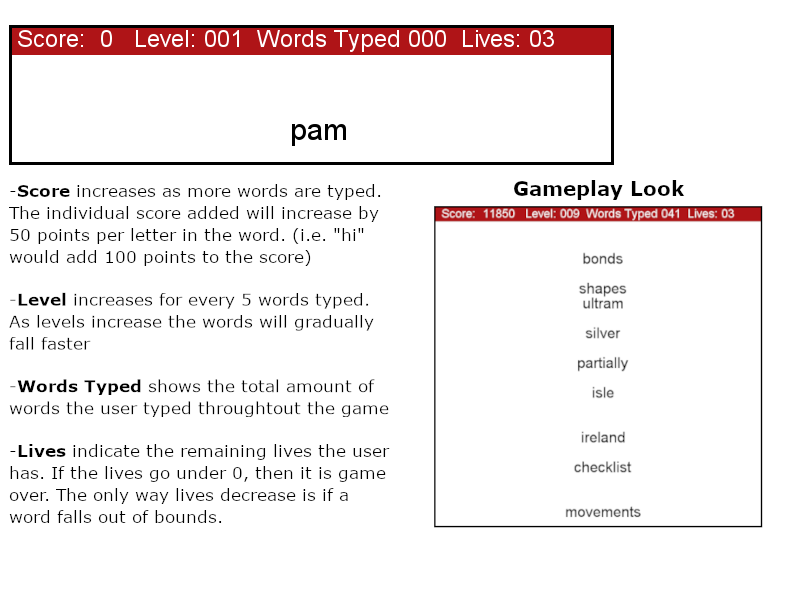 Score: 0 Level: 001 Words Typed 000 Lives: 03
pam
-Score increases as more words are typed.
The individual score added will increase by
50 points per letter in the word. (i.e. "hi"
would add 100 points to the score)
-Level increases for every 5 words typed.
As levels increase the words will gradually
fall faster
-Words Typed shows the total amount of
words the user typed throughtout the game
-Lives indicate the remaining lives the user
has. If the lives go under 0, then it is game
over. The only way lives decrease is if a
word falls out of bounds.
Gameplay Look
Score: 11850 Level: 009 Words Typed 041 Lives: 03
bonds
shapes
ultram
silver
partially
isle
ireland
checklist
movements